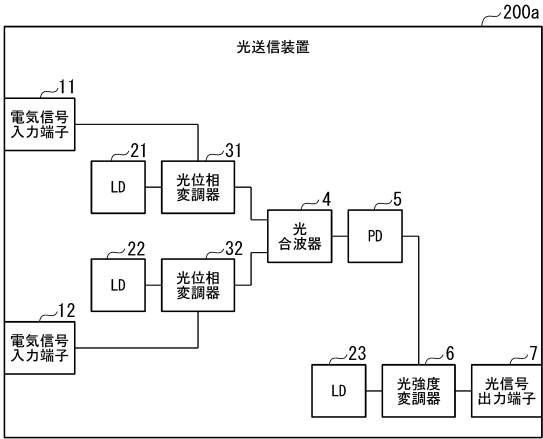 200a
光送信装置
11
電気信号
入力端子
21
LD
31
光位相
変調器
4
光
合波器
5
PD
22
LD
32
光位相
変調器
12
電気信号
入力端子
23
LD
6
光強度
変調器
7
光信号
出力端子